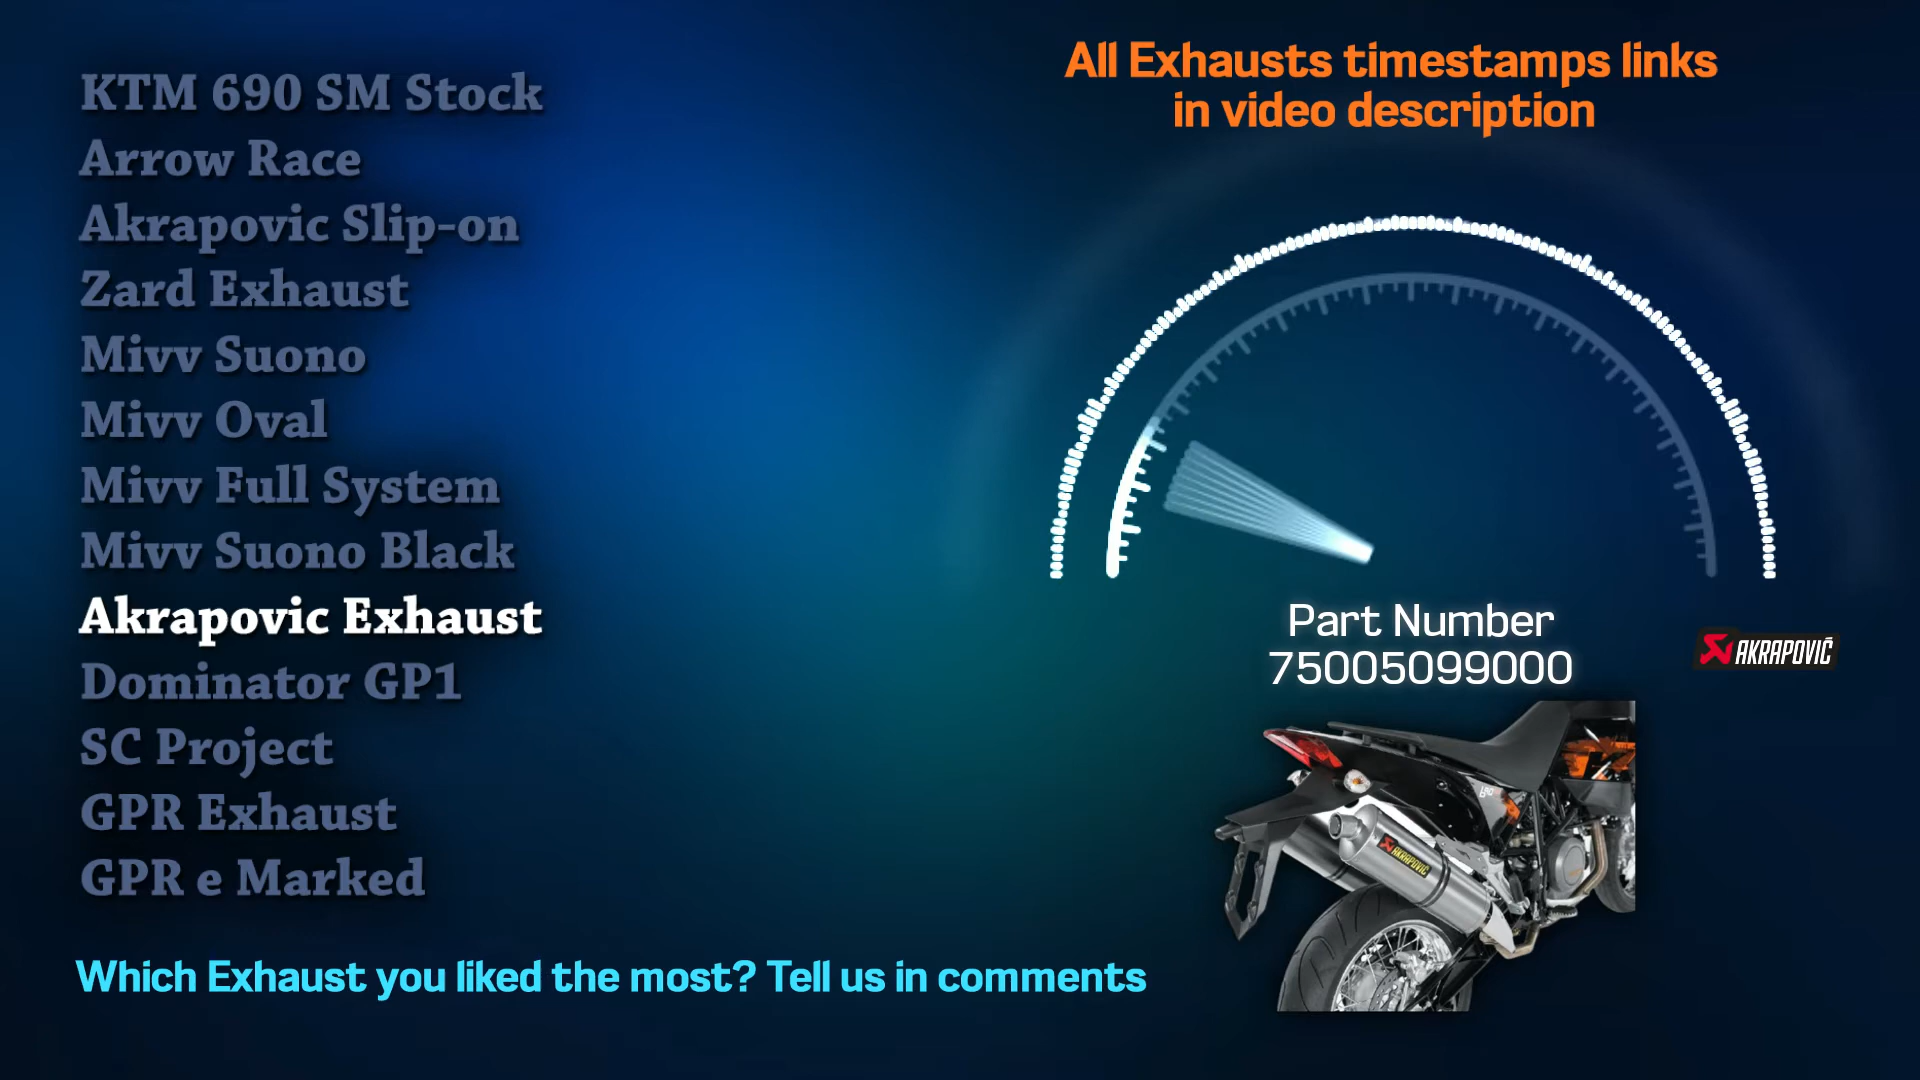 KTM 690 SM Stock
Arrow Race
Akrapovic Slip-on
Zard Exhaust
Mivv Suono
Mivv Oval
Mivv Full System
Mivv Suono Black
Akrapovic Exhaust
Dominator GP1
SC Project
GPR Exhaust
GPR e Marked
Which Exhaust you liked the most? Tell us in comments
All Exhausts timestamps links
in video description
Part Number
75005099000
AKRAPOVIČ
AKRAPOVIČ